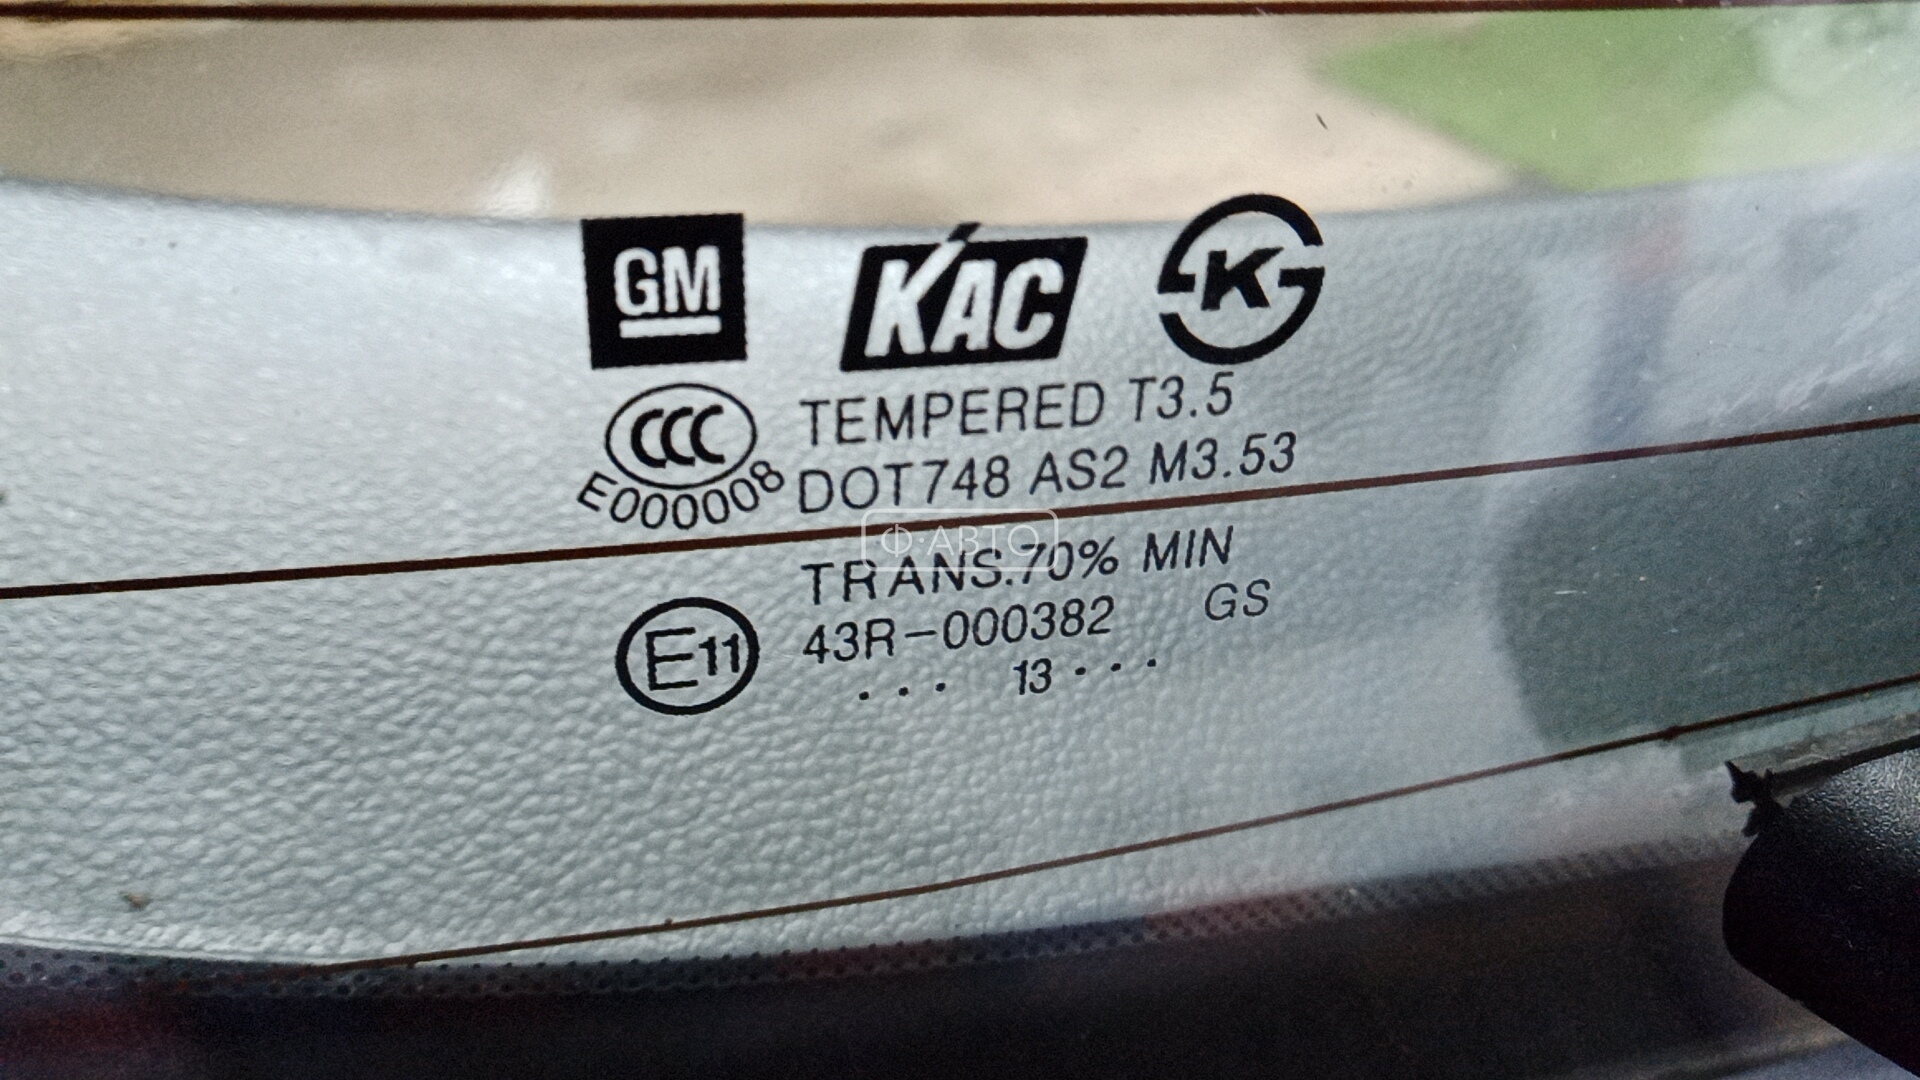 GM KAC K
CCC TEMPERED T3.5
E000008 DOT748 AS2 M3.53
Ф·АВТО
TRANS.70% MIN
E11 43R-000382 GS
... 13 ...